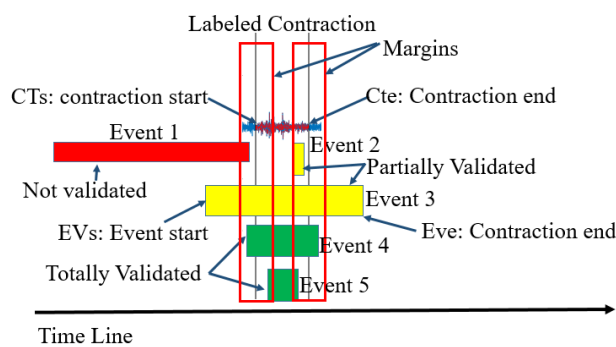 Labeled Contraction
Margins
CTs: contraction start
Cte: Contraction end
Event 1
Event 2
Partially Validated
Not validated
Event 3
EVs: Event start
Eve: Contraction end
Event 4
Totally Validated
Event 5
Time Line